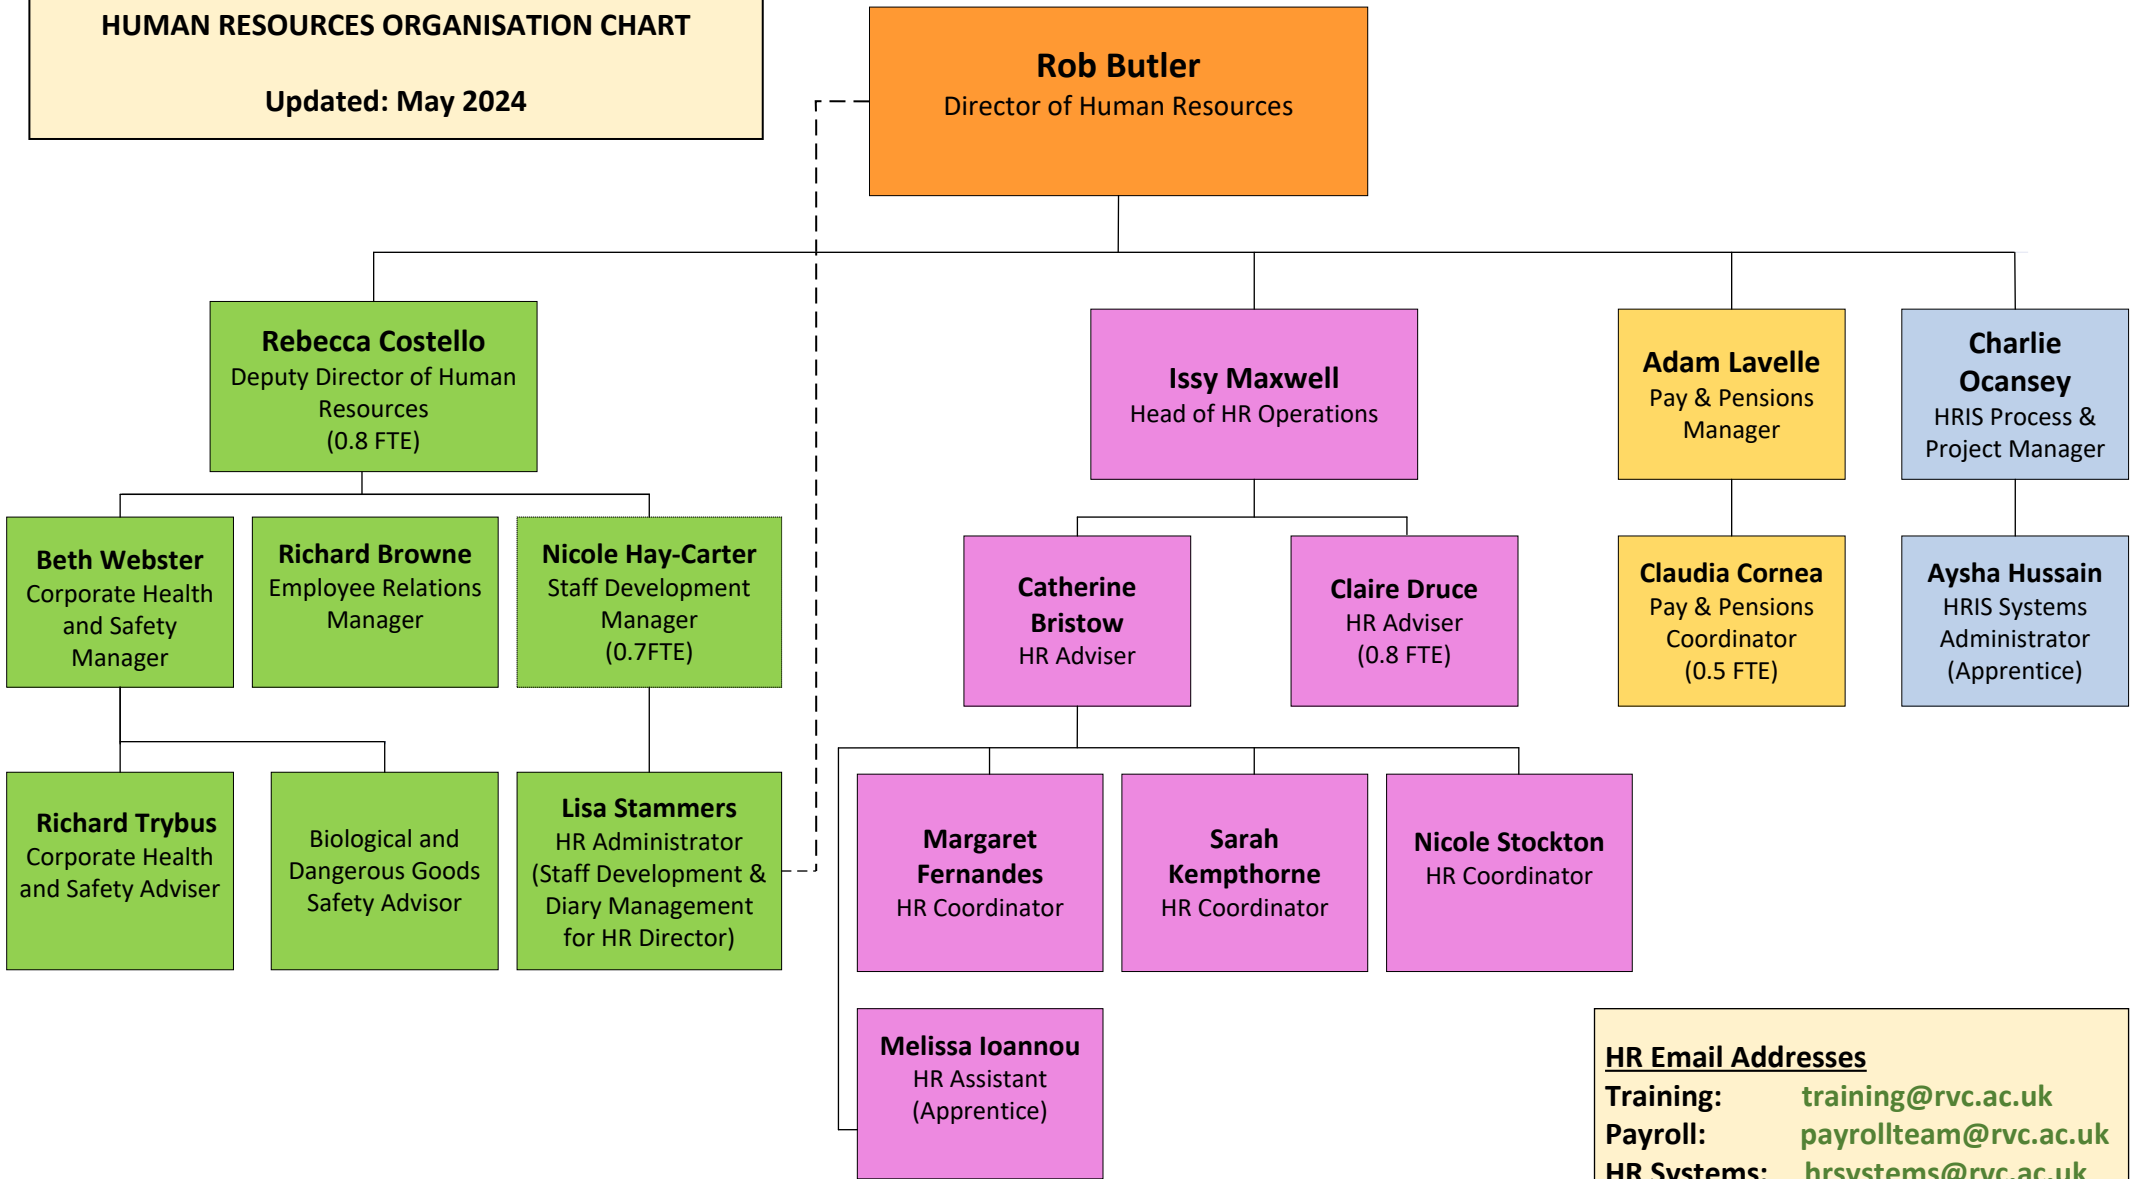 HUMAN RESOURCES ORGANISATION CHART
Updated: May 2024
Rob Butler
Director of Human Resources
Rebecca Costello
Deputy Director of Human
Resources
(0.8 FTE)
Issy Maxwell
Head of HR Operations
Adam Lavelle
Pay & Pensions
Manager
Charlie
Ocansey
HRIS Process &
Project Manager
Beth Webster
Corporate Health
and Safety
Manager
Richard Browne
Employee Relations
Manager
Nicole Hay-Carter
Staff Development
Manager
(0.7FTE)
Catherine
Bristow
HR Adviser
Claire Druce
HR Adviser
(0.8 FTE)
Claudia Cornea
Pay & Pensions
Coordinator
(0.5 FTE)
Aysha Hussain
HRIS Systems
Administrator
(Apprentice)
Richard Trybus
Corporate Health
and Safety Adviser
Biological and
Dangerous Goods
Safety Advisor
Lisa Stammers
HR Administrator
(Staff Development &
Diary Management
for HR Director)
Margaret
Fernandes
HR Coordinator
Sarah
Kempthorne
HR Coordinator
Nicole Stockton
HR Coordinator
Melissa Ioannou
HR Assistant
(Apprentice)
HR Email Addresses
Training: training@rvc.ac.uk
Payroll: payrollteam@rvc.ac.uk
HR Systems: hrsystems@rvc.ac.uk